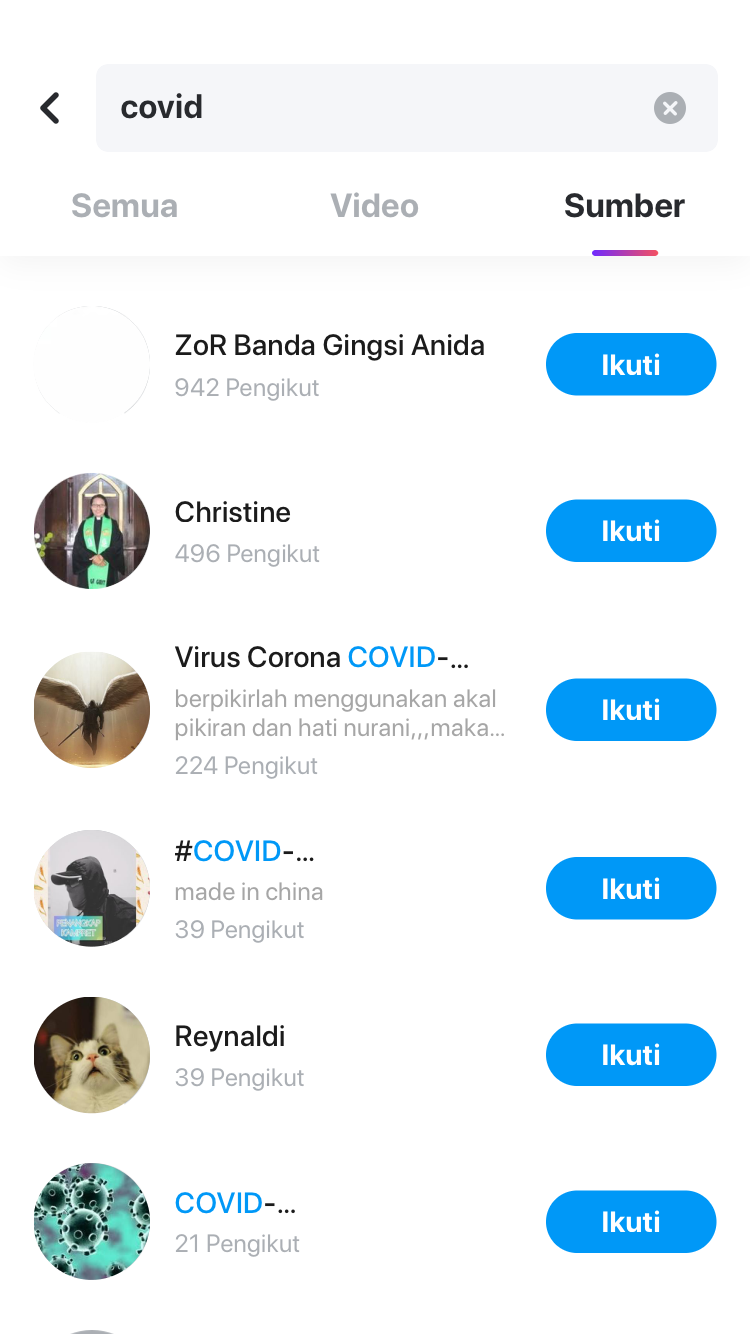 covid
Semua
Video
Sumber
ZoR Banda Gingsi Anida
942 Pengikut
Ikuti
Christine
496 Pengikut
Ikuti
Virus Corona COVID-...
berpikirlah menggunakan akal
pikiran dan hati nurani,,,maka...
224 Pengikut
Ikuti
#COVID-...
made in china
39 Pengikut
Ikuti
PENANGKAP
KAMPRET
Reynaldi
39 Pengikut
Ikuti
COVID-...
21 Pengikut
Ikuti